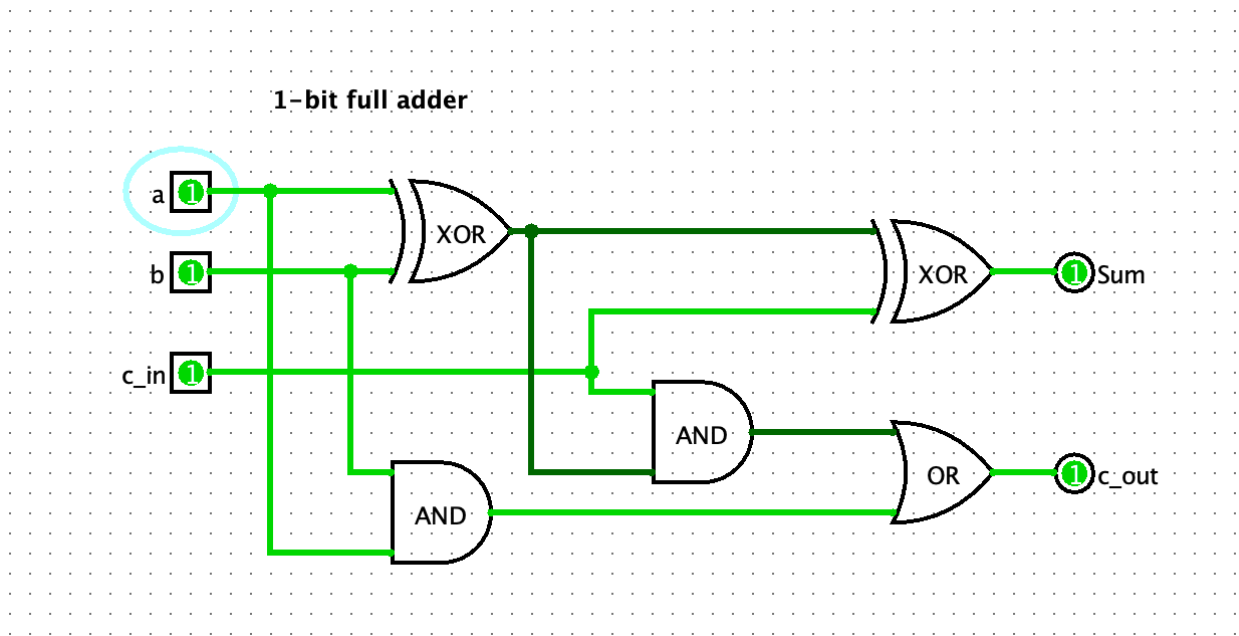 1-bit full adder
a 1
XOR
b 1
XOR
1 Sum
c_in 1
AND
OR
1 c_out
AND